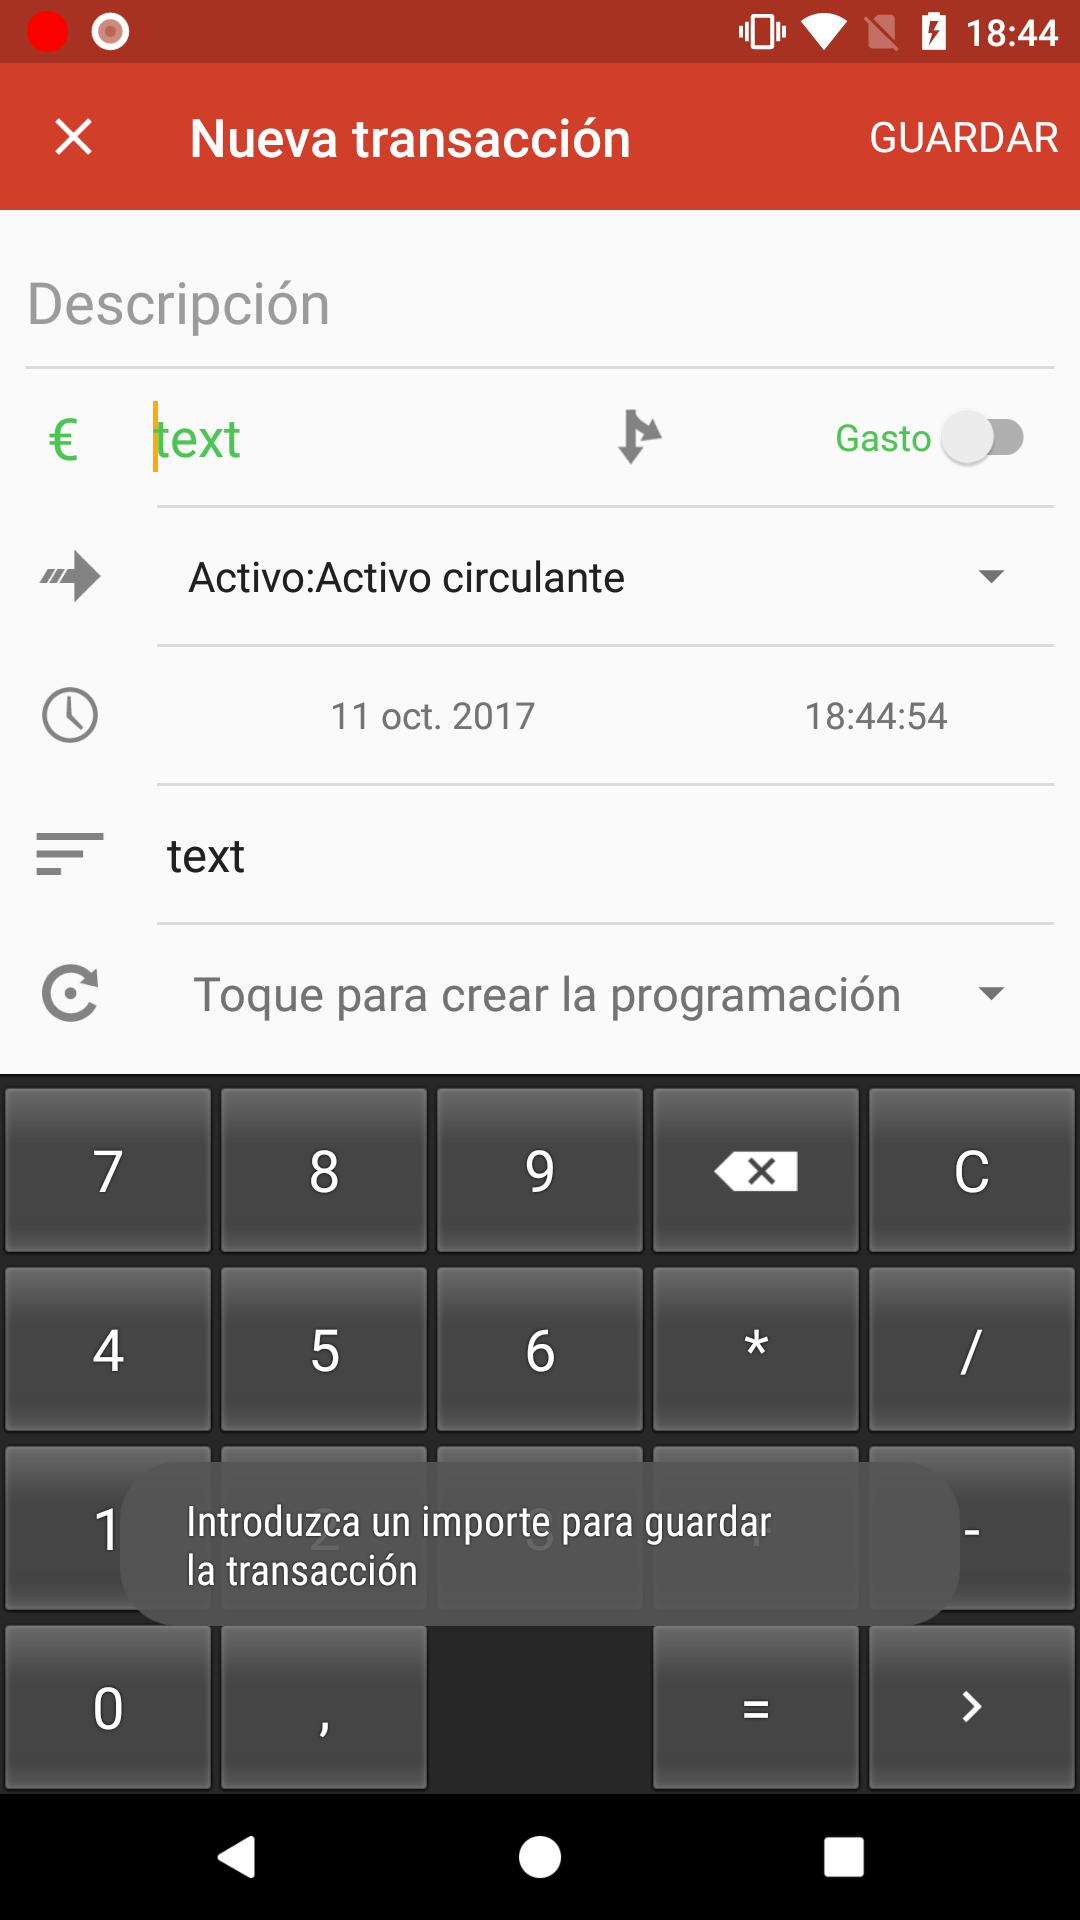 18:44
Nueva transacción
GUARDAR
Descripción
€ text Gasto
Activo:Activo circulante
11 oct. 2017 18:44:54
text
Toque para crear la programación
7 8 9 C
4 5 6 * /
1 2 3 + -
Introduzca un importe para guardar
la transacción
0 , = >